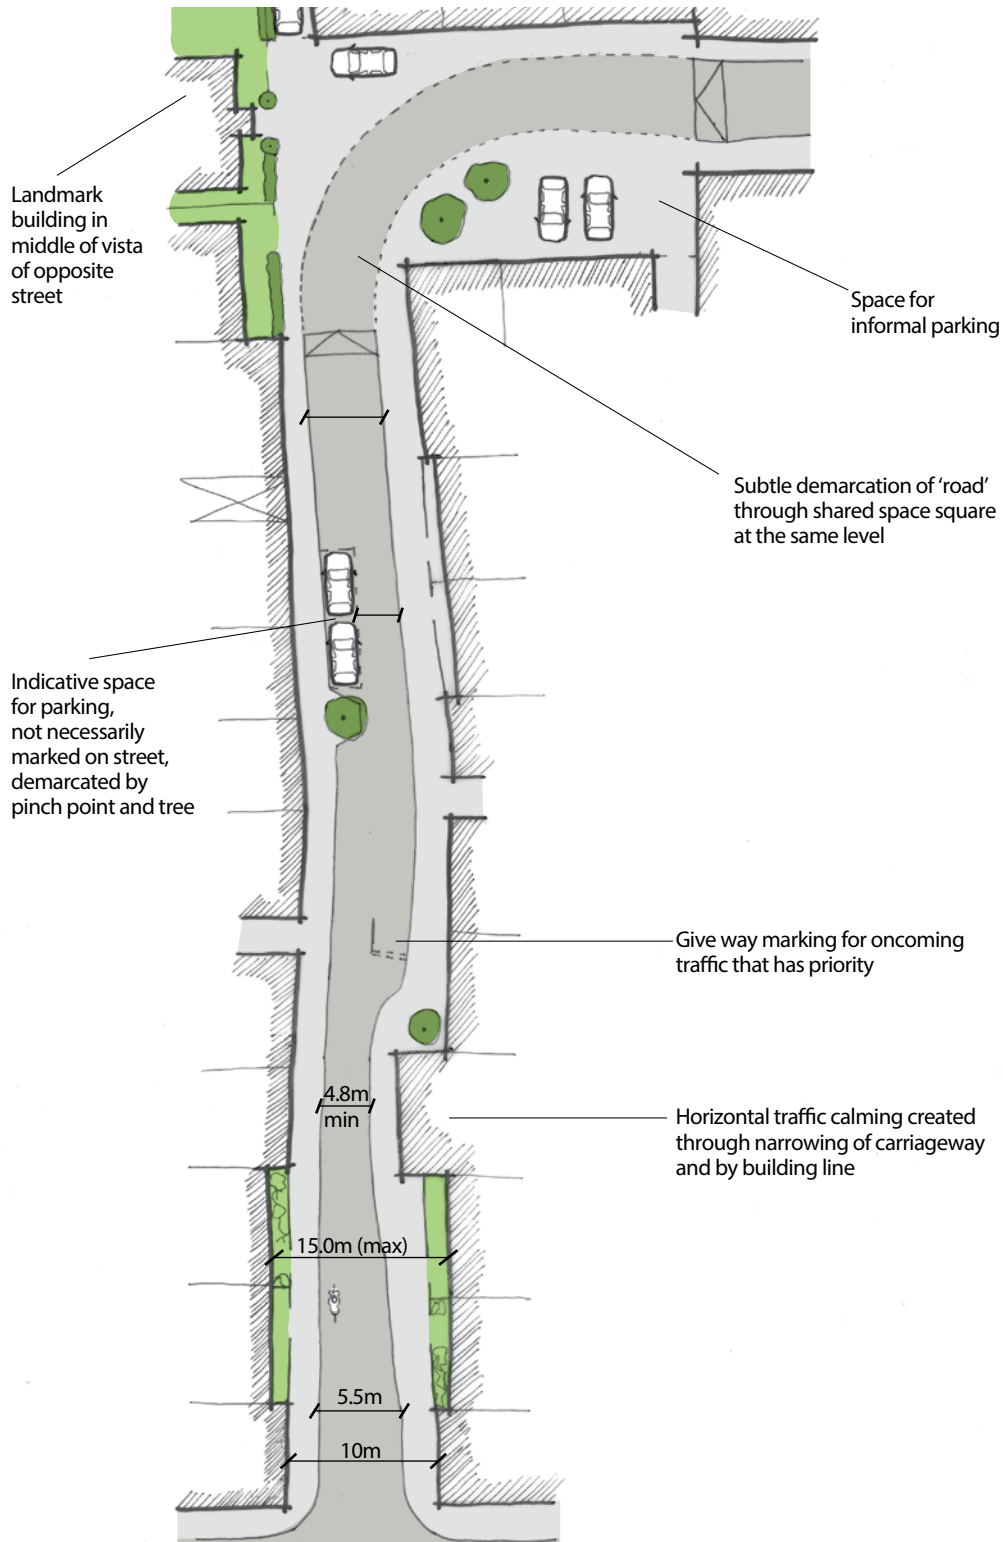 Landmark
building in
middle of vista
of opposite
street
Space for
informal parking
Subtle demarcation of ‘road’
through shared space square
at the same level
Indicative space
for parking,
not necessarily
marked on street,
demarcated by
pinch point and tree
Give way marking for oncoming
traffic that has priority
4.8m
min
Horizontal traffic calming created
through narrowing of carriageway
and by building line
15.0m (max)
5.5m
10m